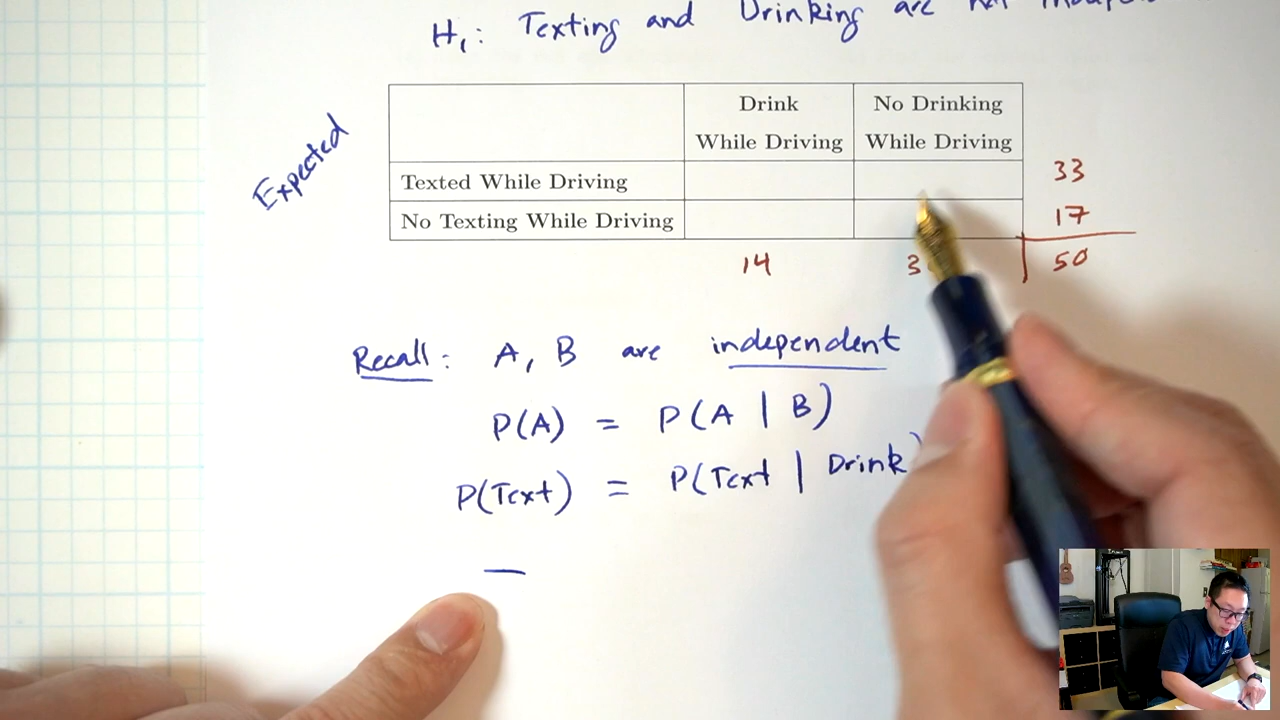 H₁: Texting and Drinking are
Expected
Drink No Drinking
While Driving While Driving
Texted While Driving 33
No Texting While Driving 17
14 3 50
Recall: A, B are independent
P(A) = P(A | B)
P(Text) = P(Text | Drink)
—